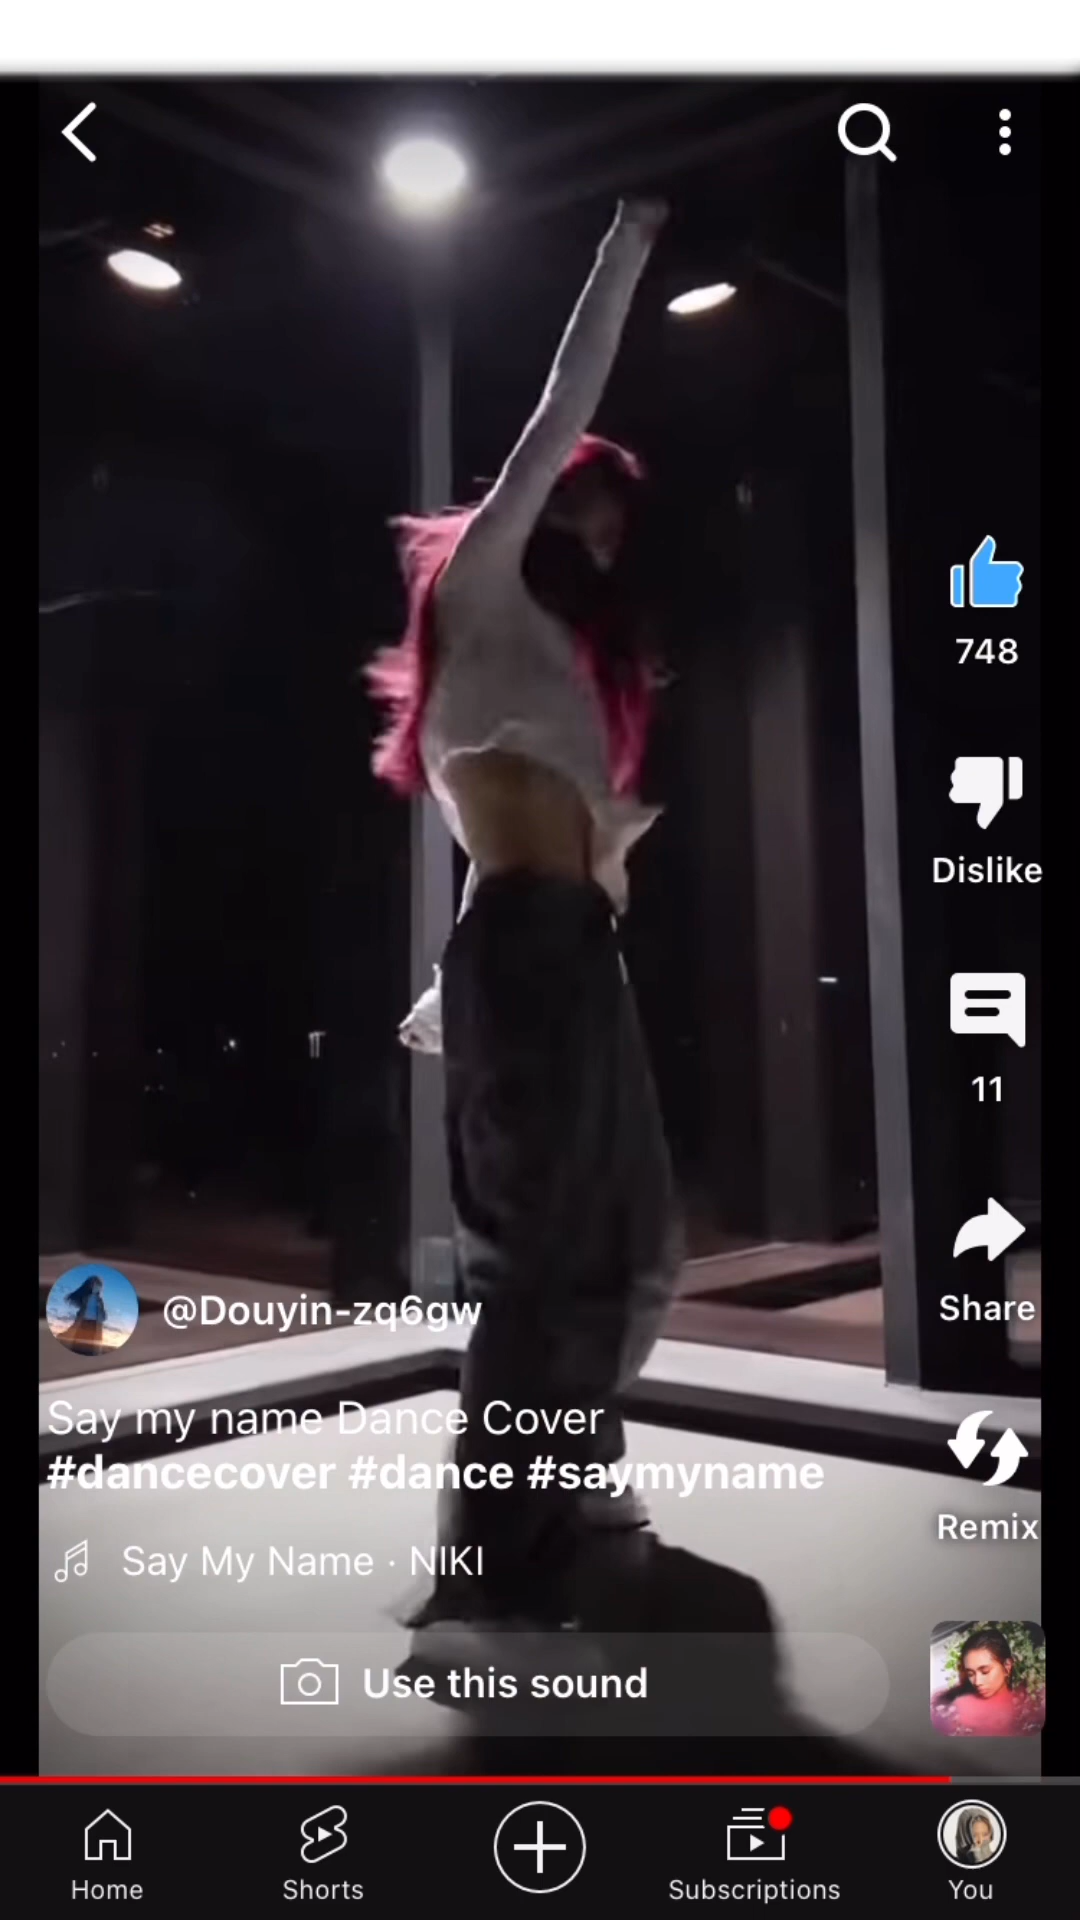 748
Dislike
11
Share
@Douyin-zq6gw
Say my name Dance Cover
#dancecover #dance #saymyname
Remix
Say My Name · NIKI
Use this sound
Home
Shorts
Subscriptions
You